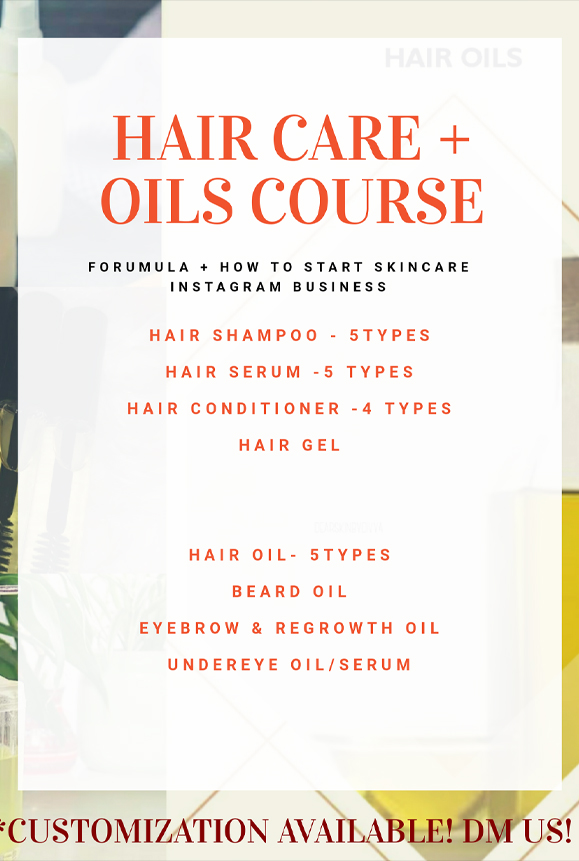 HAIR OILS
HAIR CARE +
OILS COURSE
FORUMULA + HOW TO START SKINCARE
INSTAGRAM BUSINESS
HAIR SHAMPOO - 5TYPES
HAIR SERUM -5 TYPES
HAIR CONDITIONER -4 TYPES
HAIR GEL
HAIR OIL- 5TYPES
BEARD OIL
EYEBROW & REGROWTH OIL
UNDEREYE OIL/SERUM
*CUSTOMIZATION AVAILABLE! DM US!